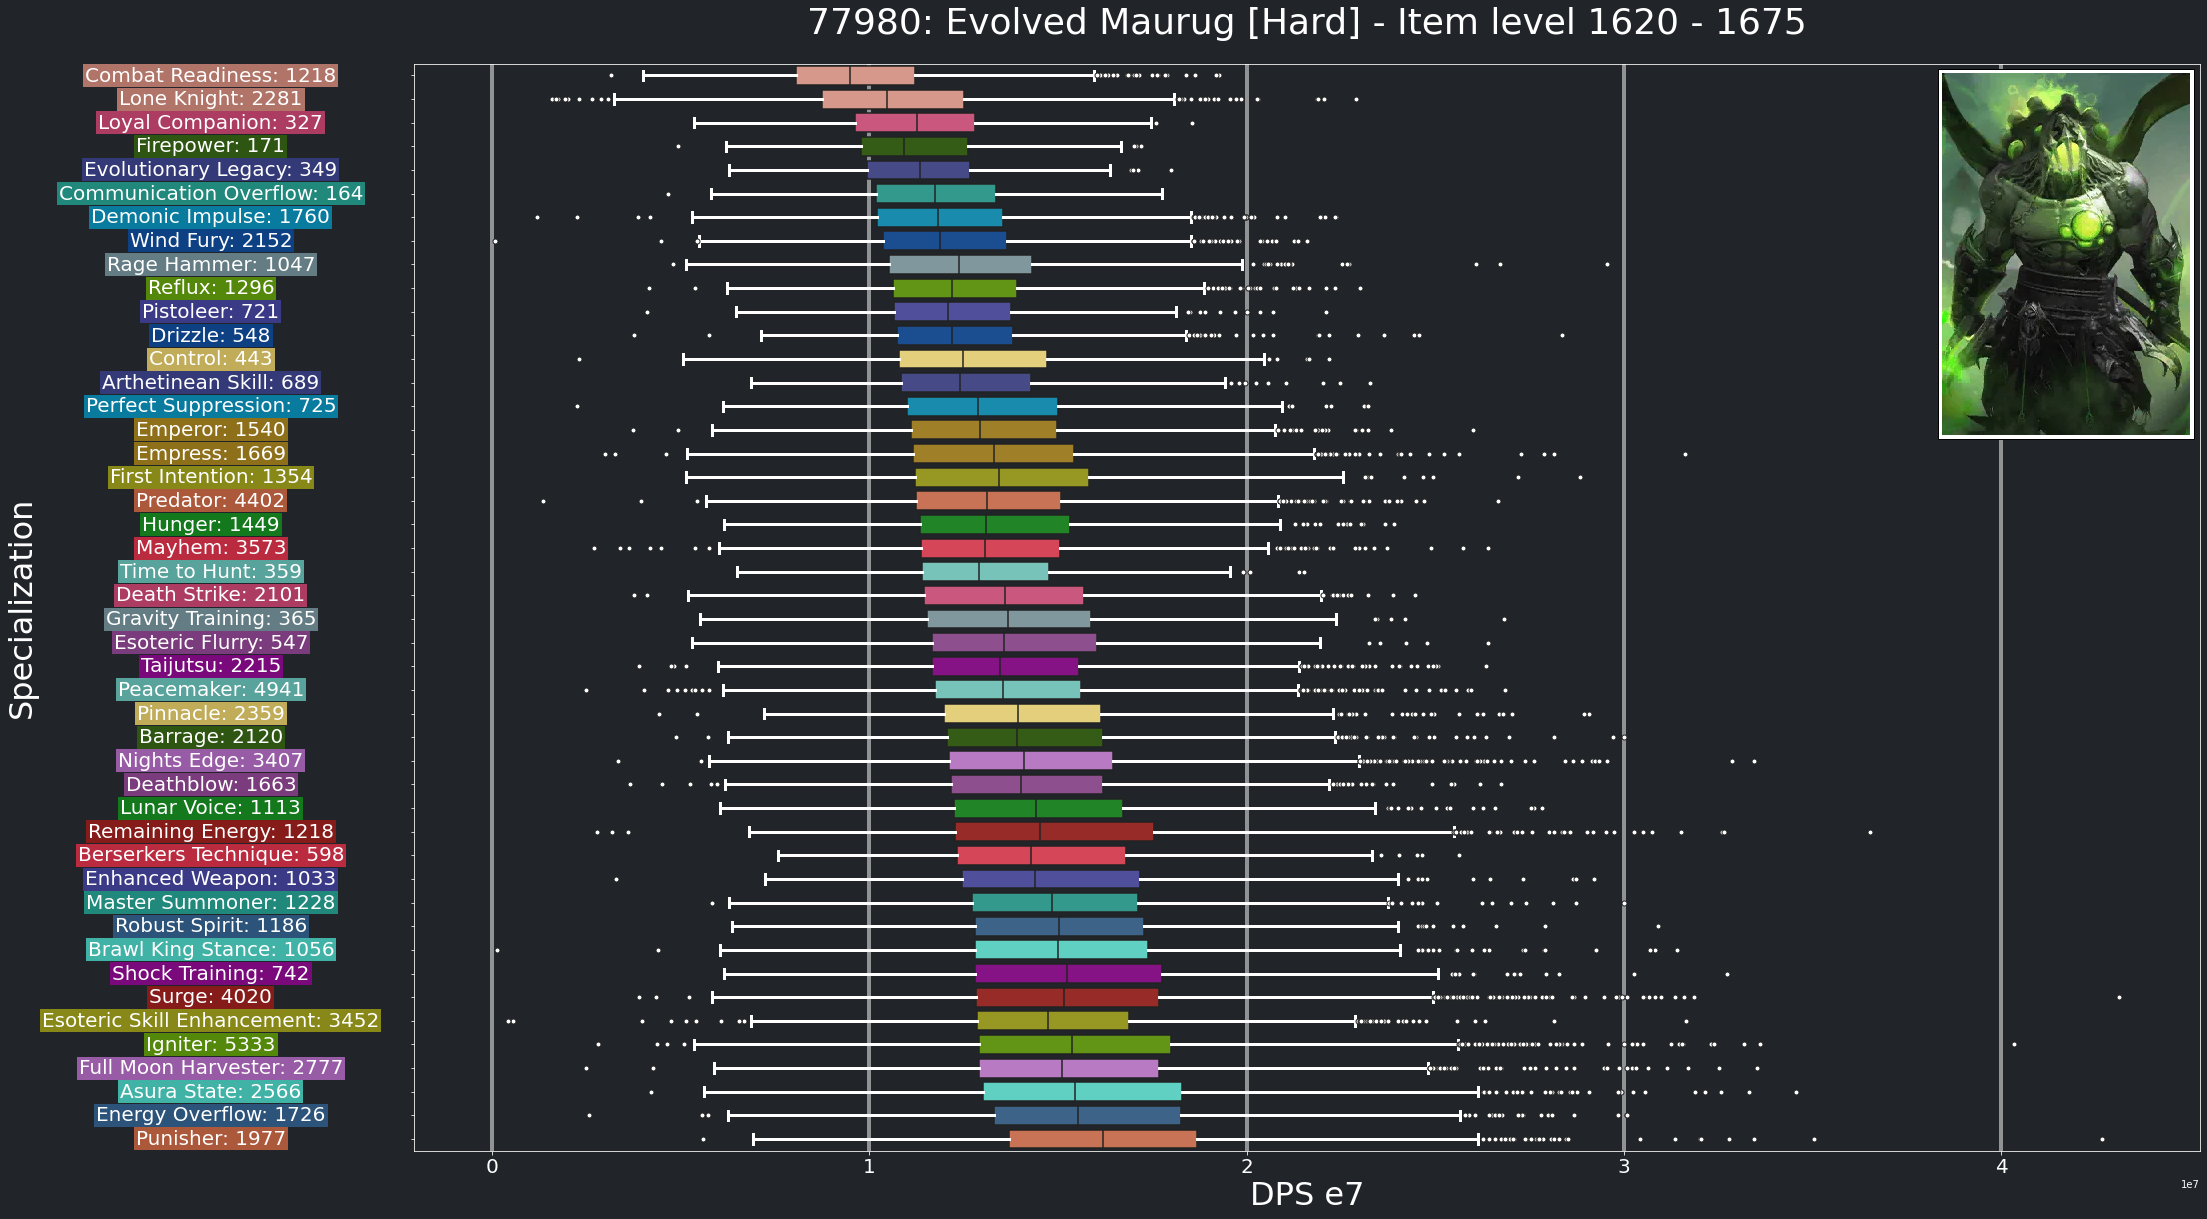 77980: Evolved Maurug [Hard] - Item level 1620 - 1675
Combat Readiness: 1218
Lone Knight: 2281
Loyal Companion: 327
Firepower: 171
Evolutionary Legacy: 349
Communication Overflow: 164
Demonic Impulse: 1760
Wind Fury: 2152
Rage Hammer: 1047
Reflux: 1296
Pistoleer: 721
Drizzle: 548
Control: 443
Arthetinean Skill: 689
Perfect Suppression: 725
Emperor: 1540
Empress: 1669
First Intention: 1354
Predator: 4402
Hunger: 1449
Mayhem: 3573
Time to Hunt: 359
Death Strike: 2101
Gravity Training: 365
Esoteric Flurry: 547
Taijutsu: 2215
Peacemaker: 4941
Pinnacle: 2359
Barrage: 2120
Nights Edge: 3407
Deathblow: 1663
Lunar Voice: 1113
Remaining Energy: 1218
Berserkers Technique: 598
Enhanced Weapon: 1033
Master Summoner: 1228
Robust Spirit: 1186
Brawl King Stance: 1056
Shock Training: 742
Surge: 4020
Esoteric Skill Enhancement: 3452
Igniter: 5333
Full Moon Harvester: 2777
Asura State: 2566
Energy Overflow: 1726
Punisher: 1977
Specialization
0 1 2 3 4
1e7
DPS e7